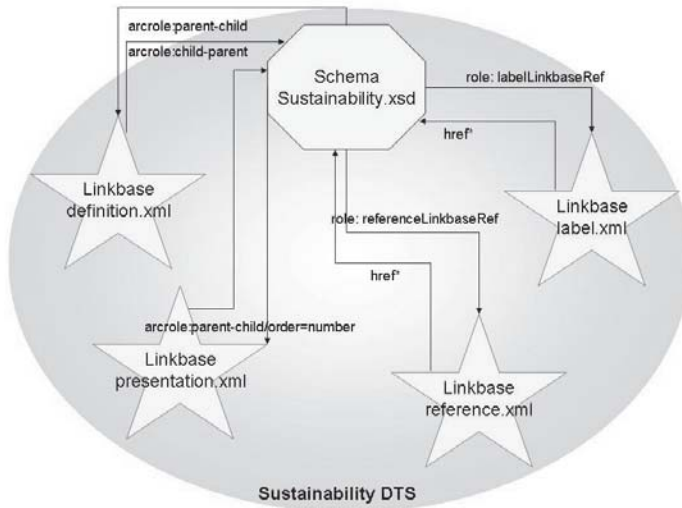 arcrole:parent-child
arcrole:child-parent
Schema
Sustainability.xsd
role: labelLinkbaseRef
href*
Linkbase
definition.xml
Linkbase
label.xml
role: referenceLinkbaseRef
href*
arcrole:parent-child/order=number
Linkbase
presentation.xml
Linkbase
reference.xml
Sustainability DTS